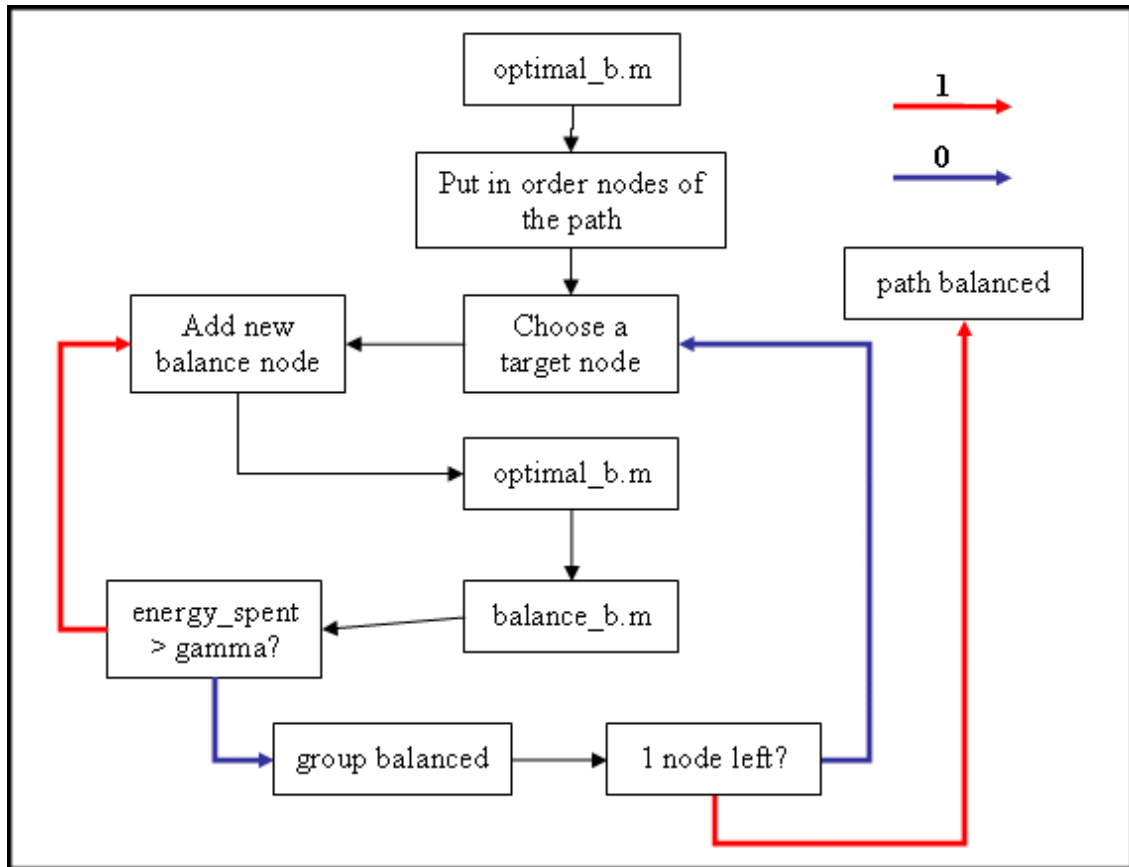 optimal_b.m
1
0
Put in order nodes of
the path
path balanced
Add new
balance node
Choose a
target node
optimal_b.m
energy_spent
> gamma?
balance_b.m
group balanced
1 node left?